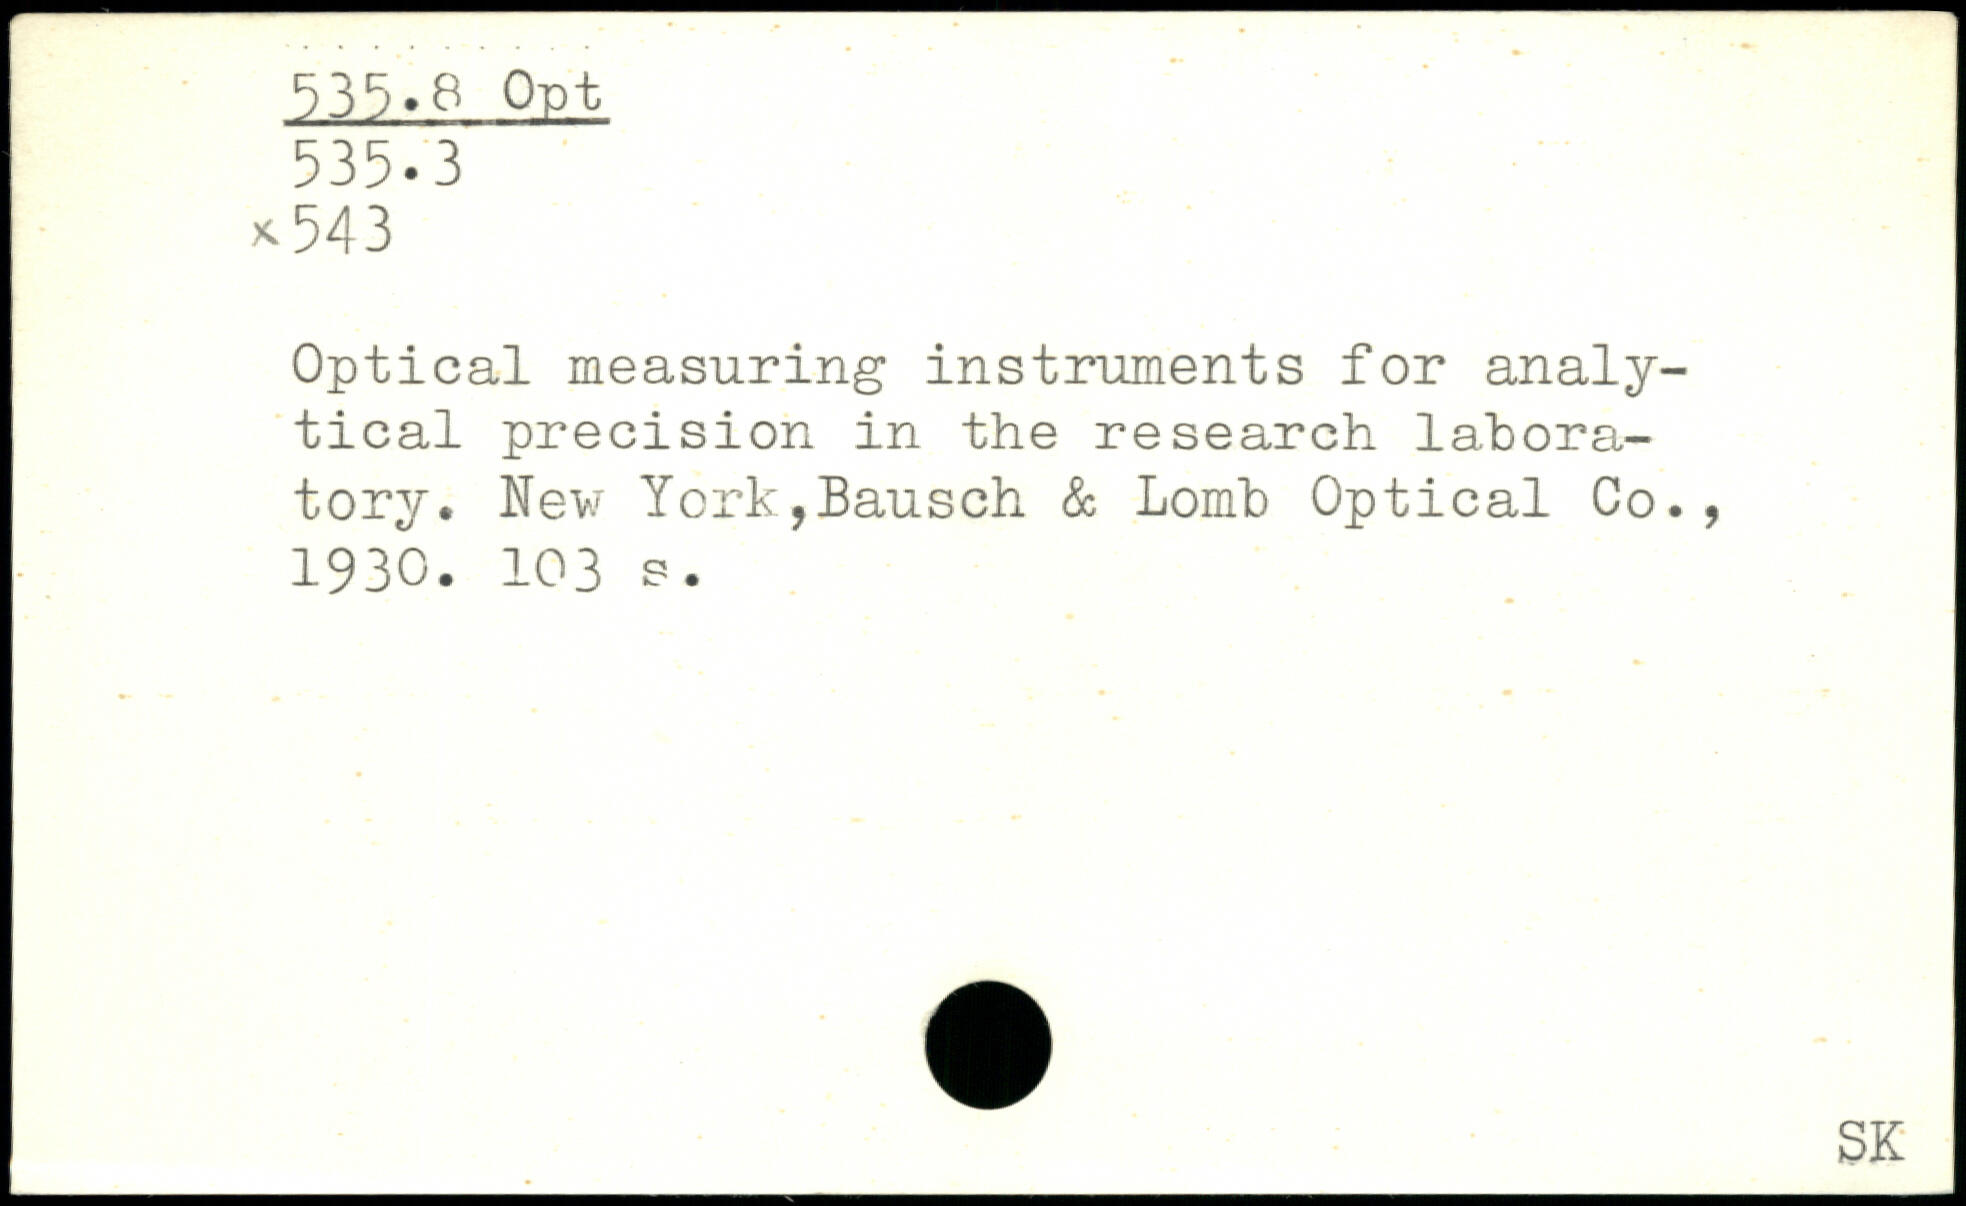 535.8 Opt
535.3
x543
Optical measuring instruments for analy-
tical precision in the research labora-
tory. New York,Bausch & Lomb Optical Co.,
1930. 103 s.
SK